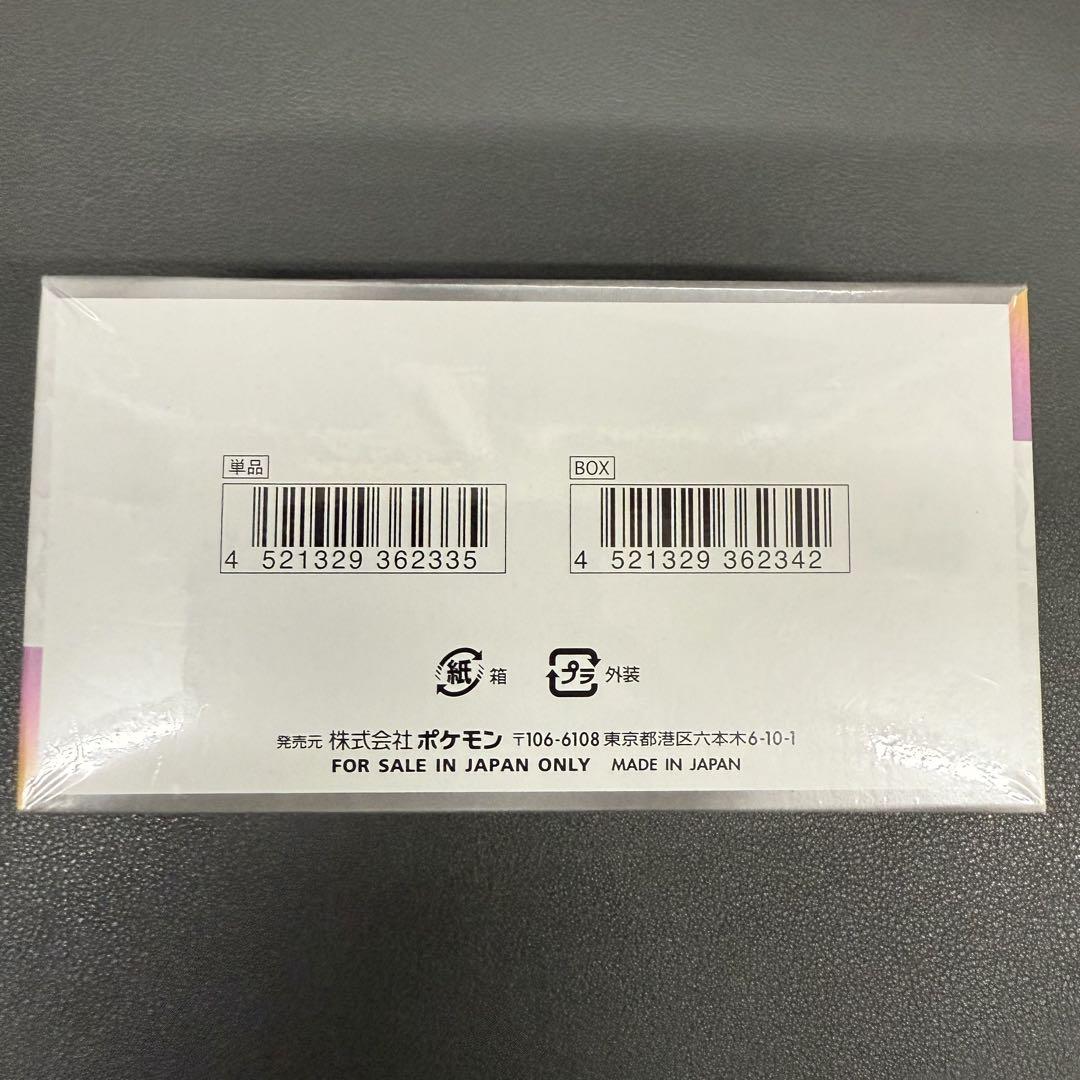 単品
4 521329 362335
BOX
4 521329 362342
紙 箱
プラ 外装
発売元 株式会社 ポケモン 〒106-6108 東京都港区六本木6-10-1
FOR SALE IN JAPAN ONLY MADE IN JAPAN